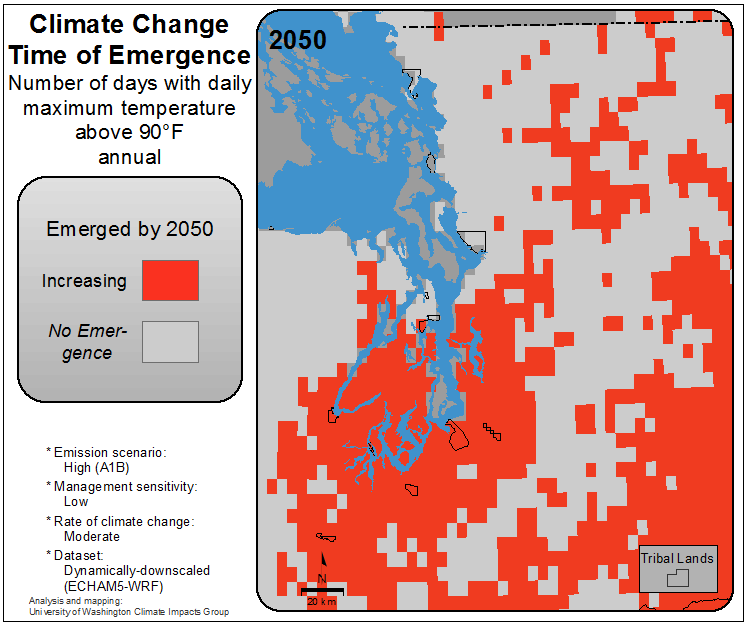 Climate Change
Time of Emergence
Number of days with daily
maximum temperature
above 90°F
annual
Emerged by 2050
Increasing
No Emer-
gence
* Emission scenario:
High (A1B)
* Management sensitivity:
Low
* Rate of climate change:
Moderate
* Dataset:
Dynamically-downscaled
(ECHAM5-WRF)
Analysis and mapping:
University of Washington Climate Impacts Group
2050
N
20 km
Tribal Lands